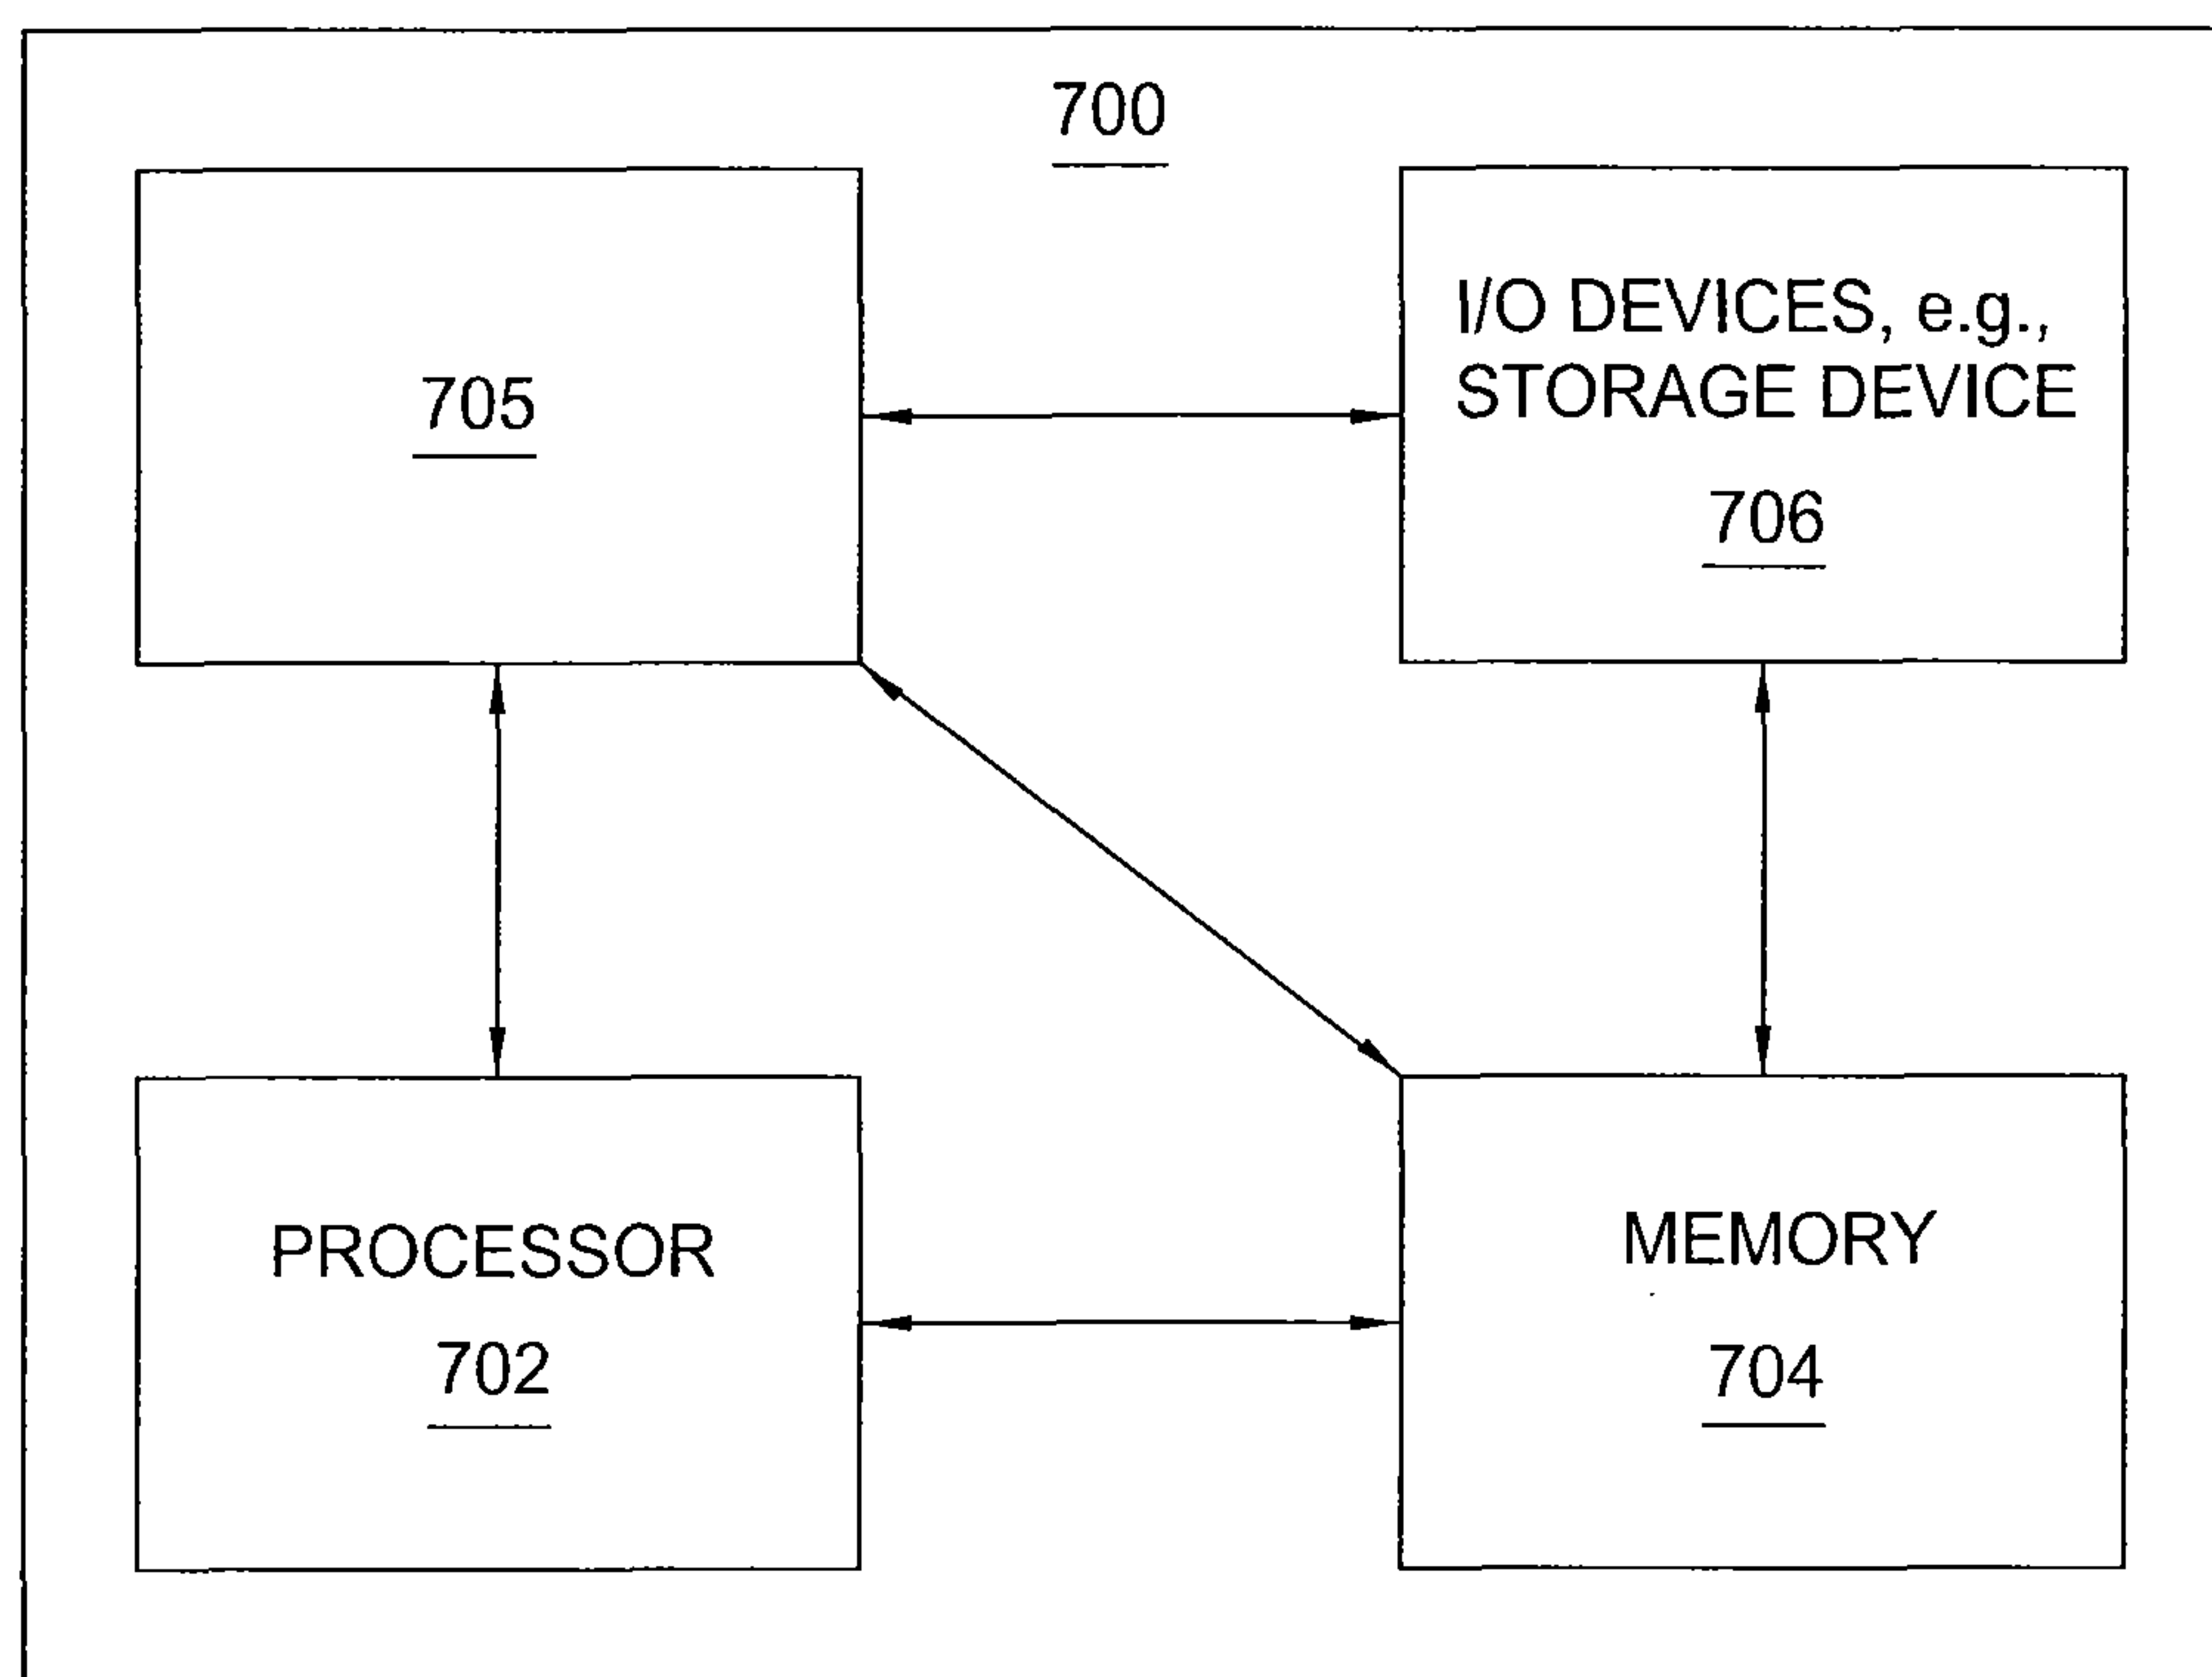 700
705
I/O DEVICES, e.g.,
STORAGE DEVICE
706
PROCESSOR
702
MEMORY
704